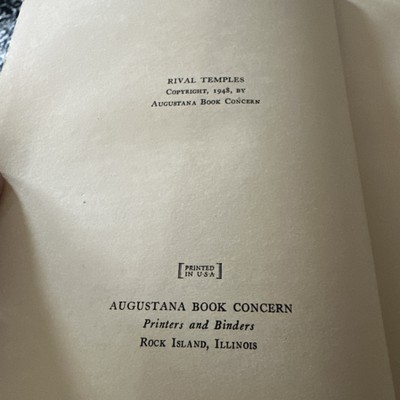 RIVAL TEMPLES
COPYRIGHT, 1948, BY
AUGUSTANA BOOK CONCERN
[PRINTED
IN U·S·A]
AUGUSTANA BOOK CONCERN
Printers and Binders
ROCK ISLAND, ILLINOIS